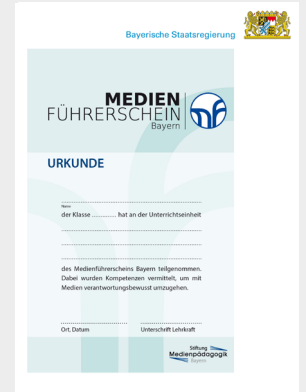 Bayerische Staatsregierung
MEDIEN
FÜHRERSCHEIN
Bayern
URKUNDE
Name
der Klasse .............. hat an der Unterrichtseinheit
des Medienführerscheins Bayern teilgenommen.
Dabei wurden Kompetenzen vermittelt, um mit
Medien verantwortungsbewusst umzugehen.
Ort, Datum
Unterschrift Lehrkraft
Stiftung
Medienpädagogik
Bayern